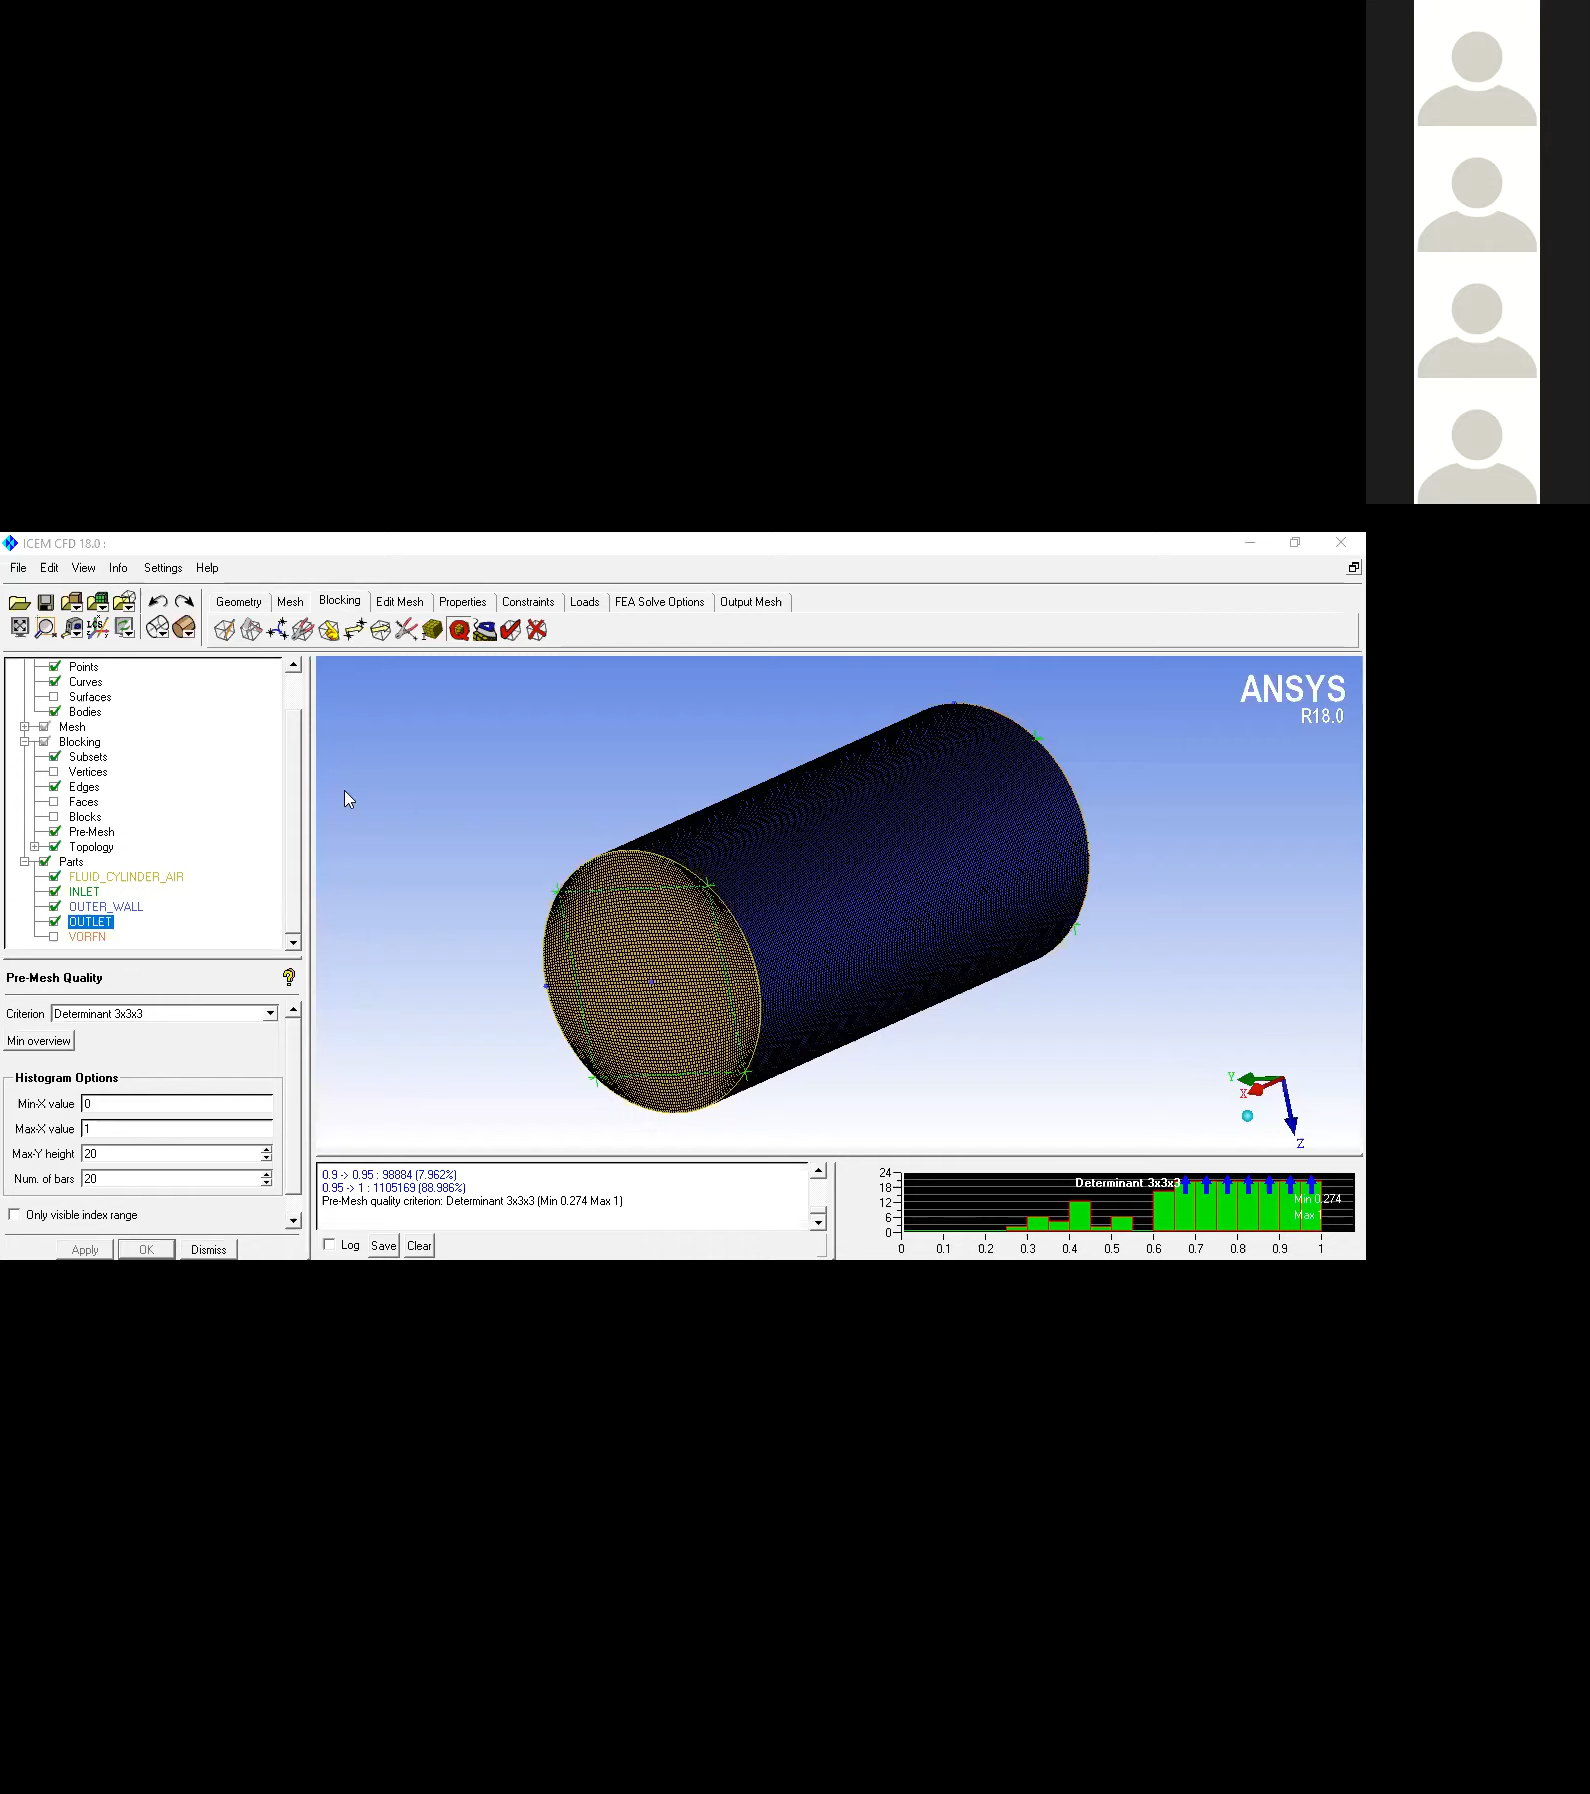 ICEM CFD 18.0 :
File Edit View Info Settings Help
Geometry Mesh Blocking Edit Mesh Properties Constraints Loads FEA Solve Options Output Mesh
Points
Curves
Surfaces
Bodies
Mesh
Blocking
Subsets
Vertices
Edges
Faces
Blocks
Pre-Mesh
Topology
Parts
FLUID_CYLINDER_AIR
INLET
OUTER_WALL
OUTLET
VORFN
Pre-Mesh Quality
Criterion Determinant 3x3x3
Min overview
Histogram Options
Min-X value 0
Max-X value 1
Max-Y height 20
Num. of bars 20
Only visible index range
Apply OK Dismiss
ANSYS
R18.0
Y
X
Z
0.9 -> 0.95 : 98884 (7.962%)
0.95 -> 1 : 1105169 (88.986%)
Pre-Mesh quality criterion: Determinant 3x3x3 (Min 0.274 Max 1)
Log Save Clear
Determinant 3x3x3
Min 0.274
Max 1
24
18
12
6
0
0 0.1 0.2 0.3 0.4 0.5 0.6 0.7 0.8 0.9 1